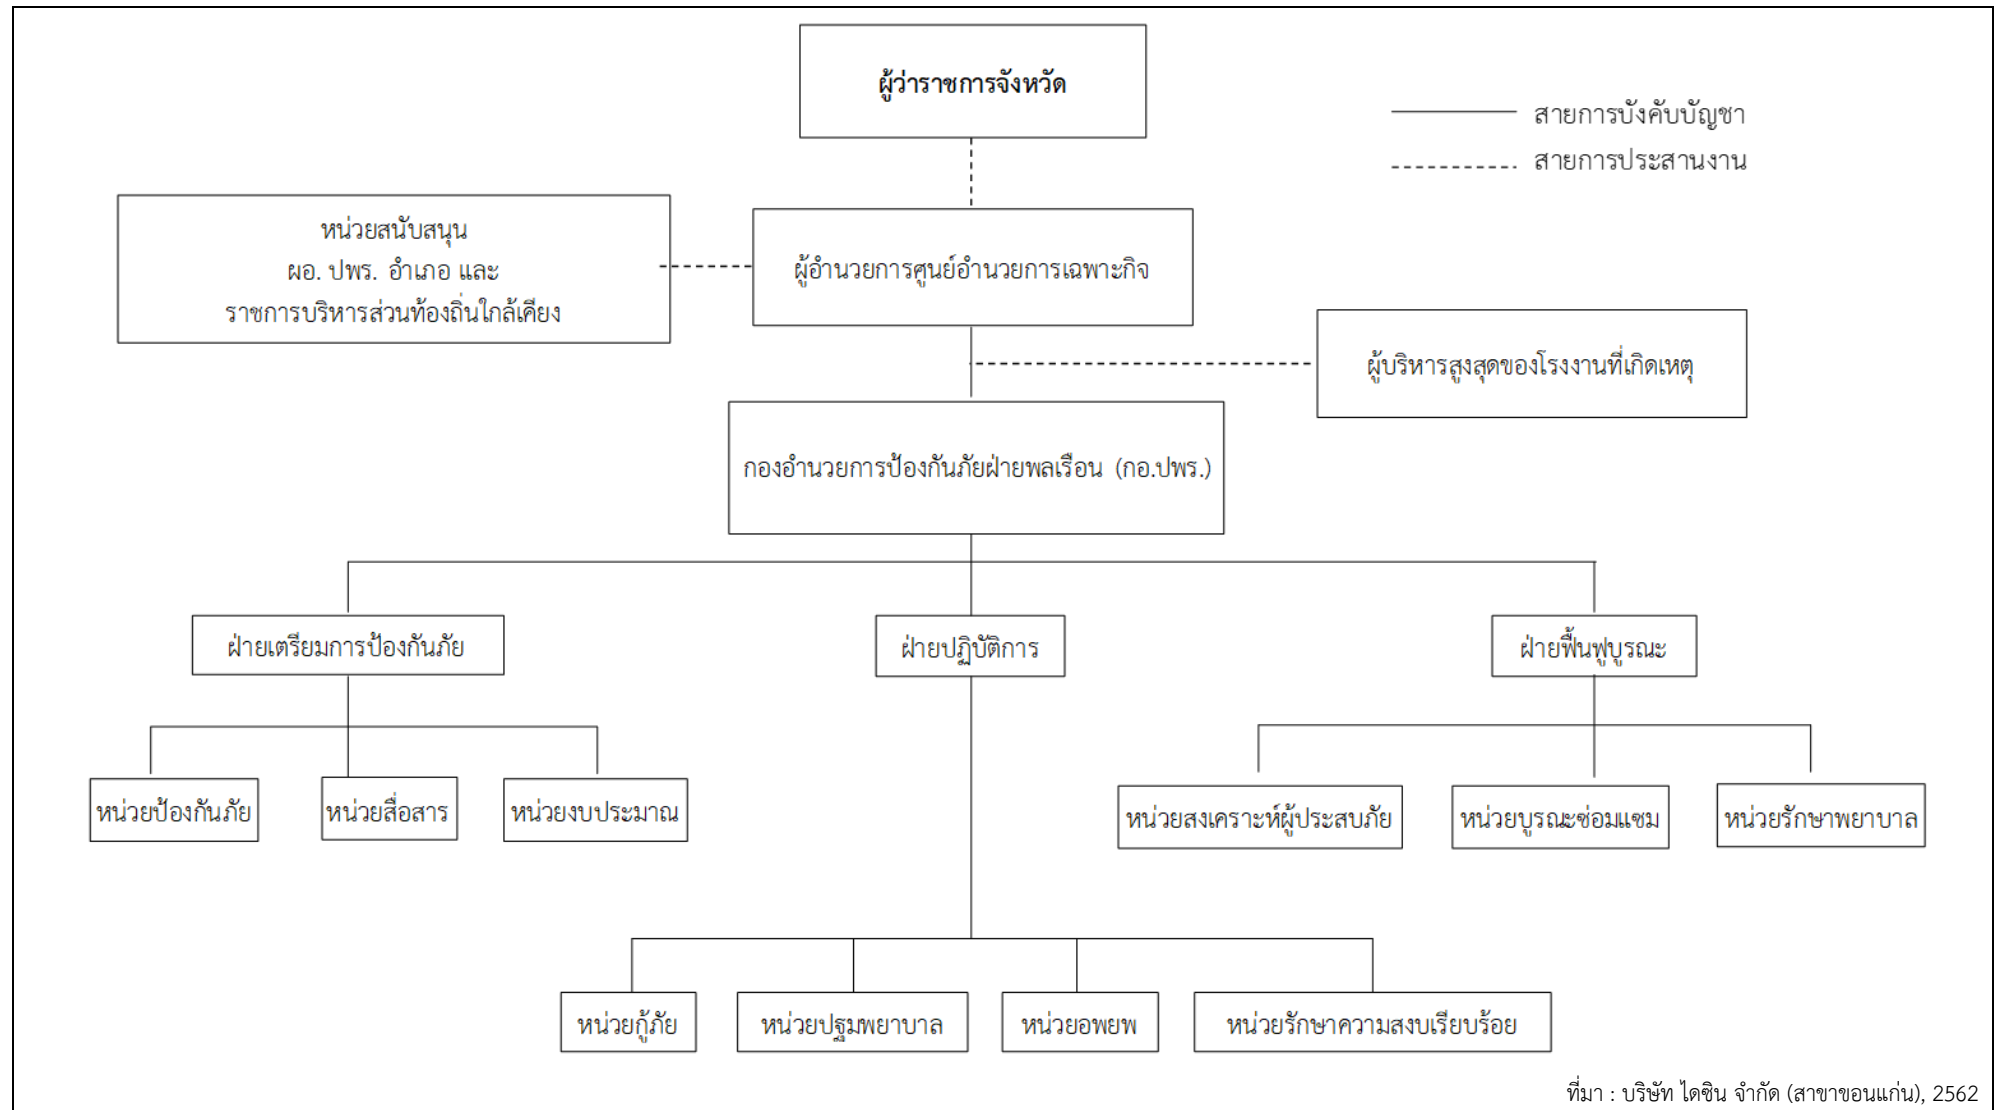 ผู้ว่าราชการจังหวัด
สายการบังคับบัญชา
สายการประสานงาน
หน่วยสนับสนุน
ผอ. ปพร. อำเภอ และ
ราชการบริหารส่วนท้องถิ่นใกล้เคียง
ผู้อำนวยการศูนย์อำนวยการเฉพาะกิจ
ผู้บริหารสูงสุดของโรงงานที่เกิดเหตุ
กองอำนวยการป้องกันภัยฝ่ายพลเรือน (กอ.ปพร.)
ฝ่ายเตรียมการป้องกันภัย
ฝ่ายปฏิบัติการ
ฝ่ายฟื้นฟูบูรณะ
หน่วยป้องกันภัย
หน่วยสื่อสาร
หน่วยงบประมาณ
หน่วยสงเคราะห์ผู้ประสบภัย
หน่วยบูรณะซ่อมแซม
หน่วยรักษาพยาบาล
หน่วยกู้ภัย
หน่วยปฐมพยาบาล
หน่วยอพยพ
หน่วยรักษาความสงบเรียบร้อย
ที่มา : บริษัท ไดซิน จำกัด (สาขาขอนแก่น), 2562